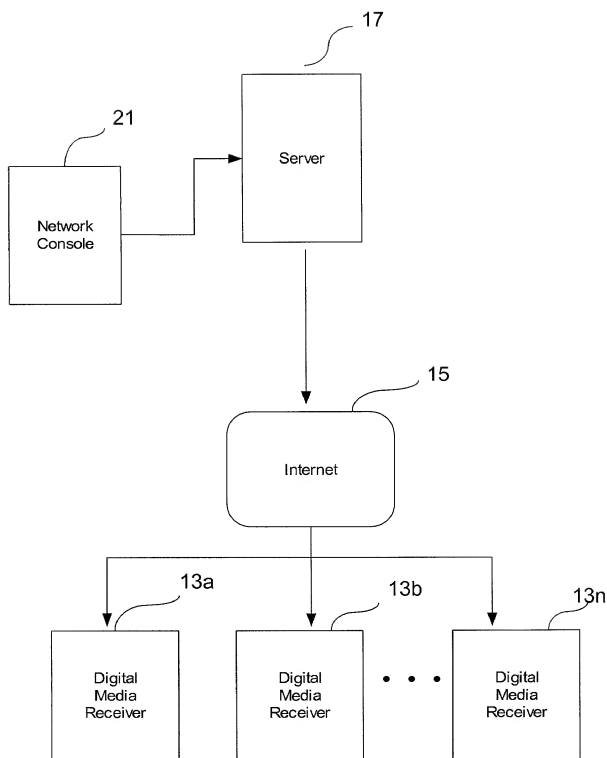 17
21
Server
Network
Console
15
Internet
13a
13b
13n
Digital
Media
Receiver
Digital
Media
Receiver
Digital
Media
Receiver